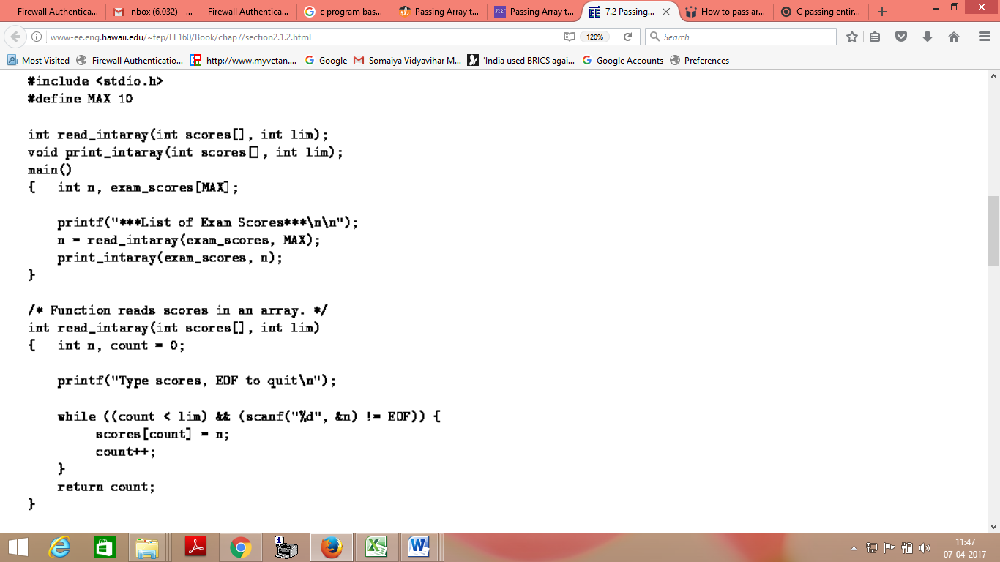 Firewall Authentica... Inbox (6,032) - ... Firewall Authentica... c program bas... Passing Array t... Passing Array t... 7.2 Passing... How to pass ar... C passing entir...
www-ee.eng.hawaii.edu/~tep/EE160/Book/chap7/section2.1.2.html 120% Search
Most Visited Firewall Authenticatio... http://www.myvetan.... Google Somaiya Vidyavihar M... 'India used BRICS agai... Google Accounts Preferences
#include <stdio.h>
#define MAX 10
int read_intaray(int scores[], int lim);
void print_intaray(int scores[], int lim);
main()
{ int n, exam_scores[MAX];
printf("***List of Exam Scores***\n\n");
n = read_intaray(exam_scores, MAX);
print_intaray(exam_scores, n);
}
/* Function reads scores in an array. */
int read_intaray(int scores[], int lim)
{ int n, count = 0;
printf("Type scores, EOF to quit\n");
while ((count < lim) && (scanf("%d", &n) != EOF)) {
scores[count] = n;
count++;
}
return count;
}
11:47
07-04-2017